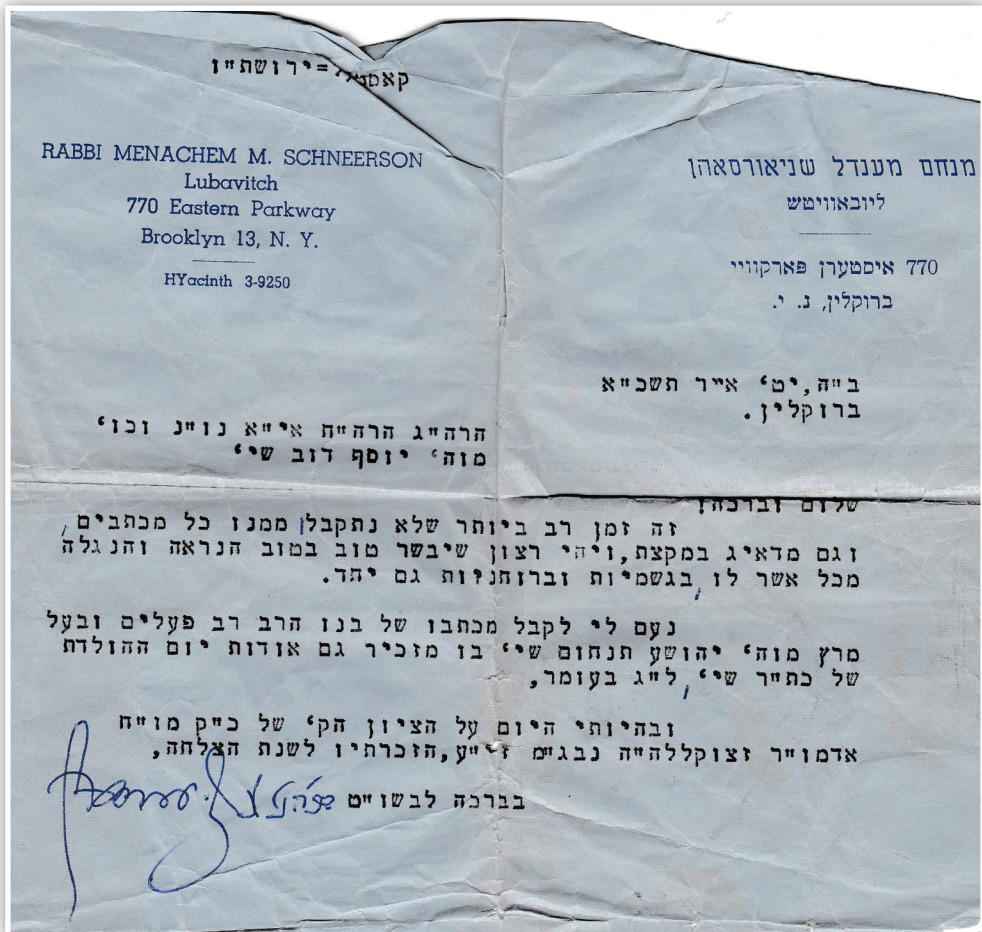 קאססל=ירושת"ו
RABBI MENACHEM M. SCHNEERSON
Lubavitch
770 Eastern Parkway
Brooklyn 13, N. Y.
HYacinth 3-9250
מנחם מענדל שניאורסאהן
ליובאוויטש
770 איסטערן פארקוויי
ברוקלין, נ. י.
ב"ה,יט' אייר תשכ"א
ברוקלין.
הרה"ג הרה"ח אי"א נו"נ וכו'
מוה' יוסף דוב שי'
שלום וברכה!
זה זמן רב ביותר שלא נתקבל ממנו כל מכתבים,
וגם מדאיג במקצת,ויהי רצון שיבשר טוב בטוב הנראה והנגלה
מכל אשר לו, בגשמיות וברוחניות גם יחד.
נעם לי לקבל מכתבו של בנו הרב רב פעלים ובעל
מרץ מוה' יהושע תנחום שי' בו מזכיר גם אודות יום ההולדת
של כת"ר שי', ל"ג בעומר,
ובהיותי היום על הציון הק' של כ"ק מו"ח
אדמו"ר זצוקללה"ה נבג"מ זי"ע,הזכרתיו לשנת הצלחה,
בברכה לבשו"ט